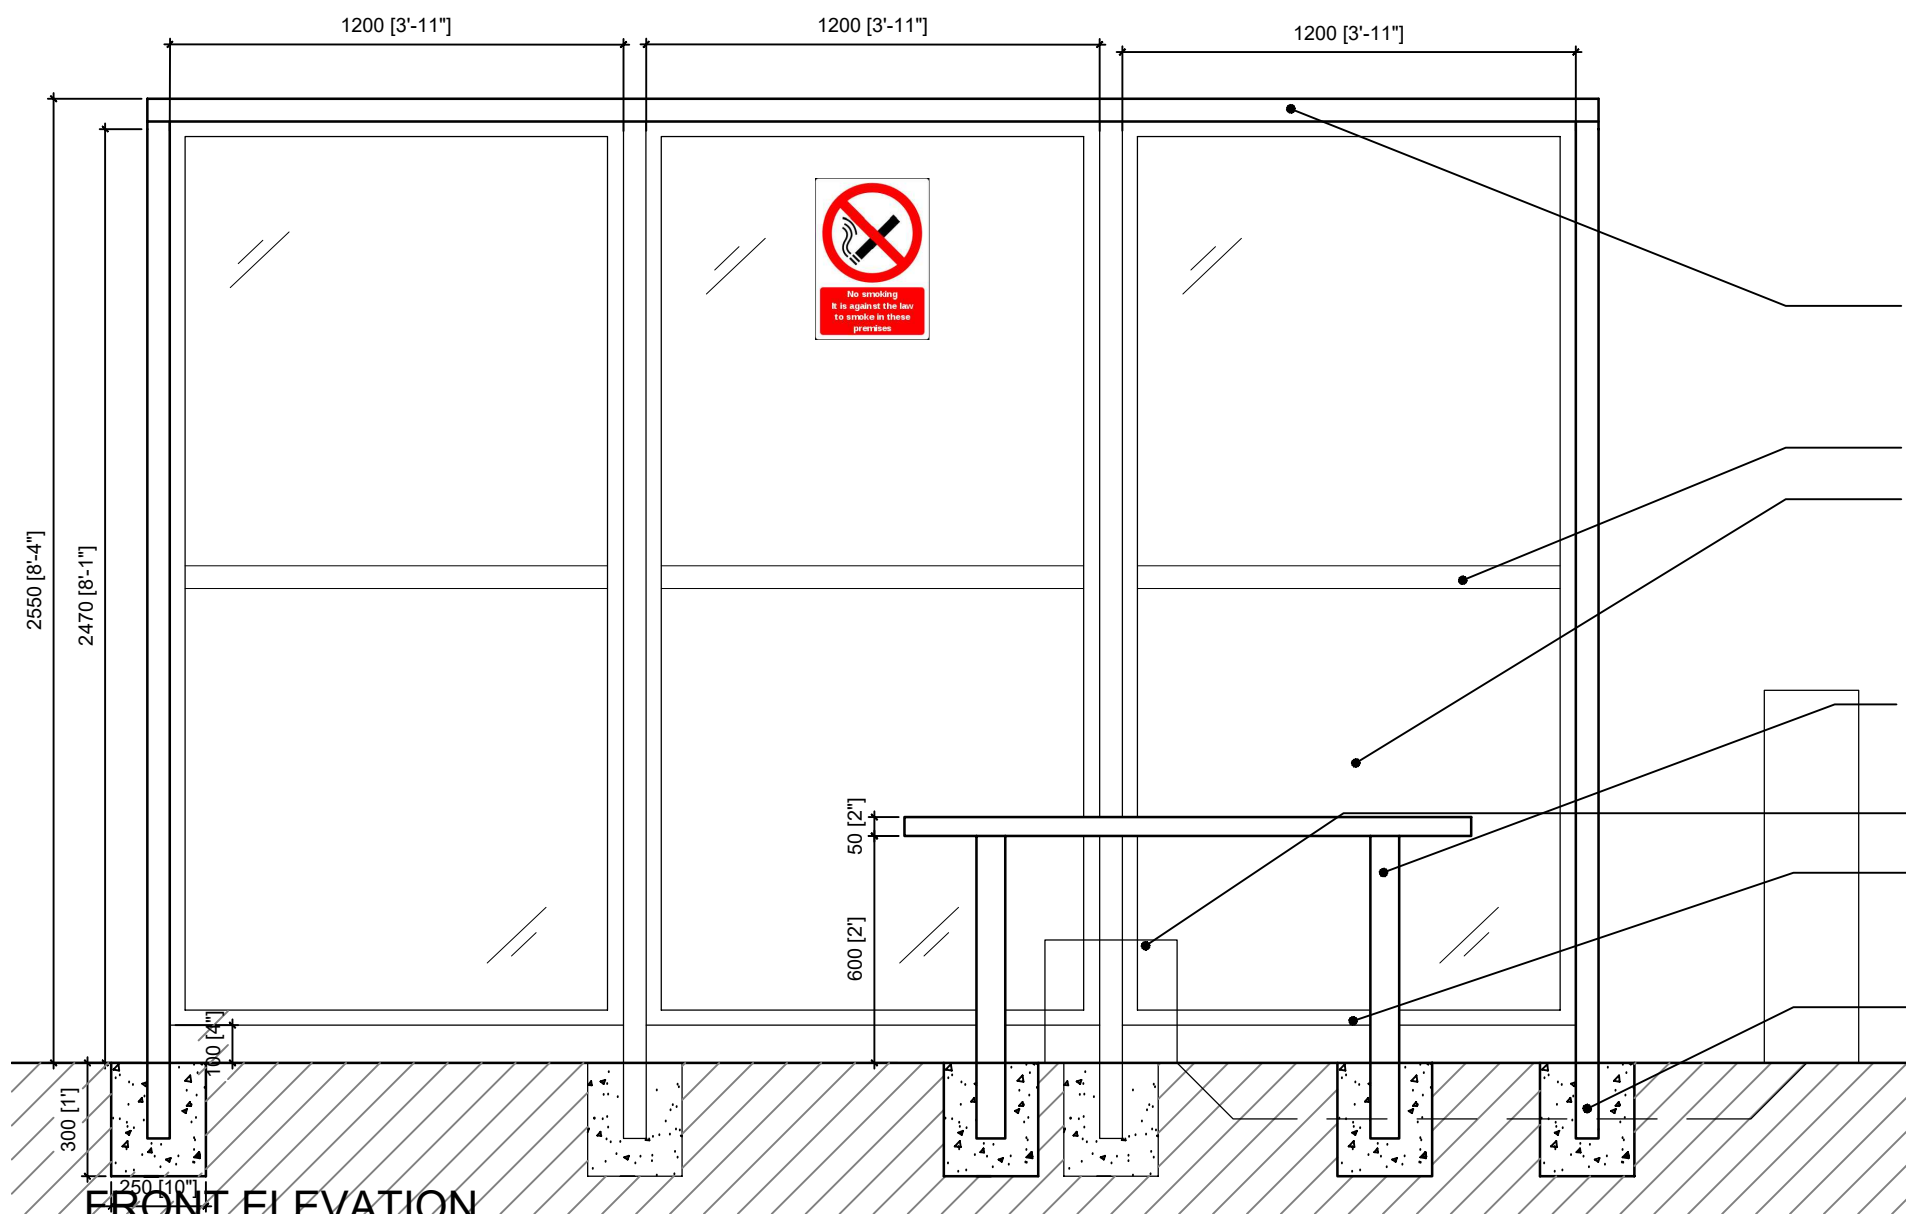 1200 [3'-11"]
1200 [3'-11"]
1200 [3'-11"]
2550 [8'-4"]
2470 [8'-1"]
No smoking
It is against the law
to smoke in these
premises
50 [2"]
600 [2']
100 [4"]
300 [1']
250 [10"]
FRONT ELEVATION